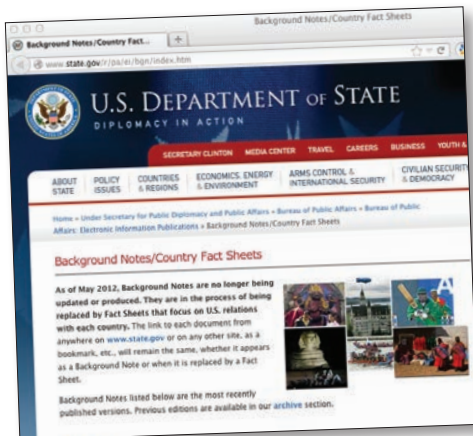 Background Notes/Country Fact Sheets
Background Notes/Country Fact...
www.state.gov/r/pa/ei/bgn/index.htm
U.S. DEPARTMENT OF STATE
DIPLOMACY IN ACTION
SECRETARY CLINTON MEDIA CENTER TRAVEL CAREERS BUSINESS YOUTH &
ABOUT STATE
POLICY ISSUES
COUNTRIES & REGIONS
ECONOMICS, ENERGY & ENVIRONMENT
ARMS CONTROL & INTERNATIONAL SECURITY
CIVILIAN SECURITY & DEMOCRACY
Home » Under Secretary for Public Diplomacy and Public Affairs » Bureau of Public Affairs » Bureau of Public
Affairs: Electronic Information Publications » Background Notes/Country Fact Sheets
Background Notes/Country Fact Sheets
As of May 2012, Background Notes are no longer being
updated or produced. They are in the process of being
replaced by Fact Sheets that focus on U.S. relations
with each country. The link to each document from
anywhere on www.state.gov or on any other site, as a
bookmark, etc., will remain the same, whether it appears
as a Background Note or when it is replaced by a Fact
Sheet.
Background Notes listed below are the most recently
published versions. Previous editions are available in our archive section.